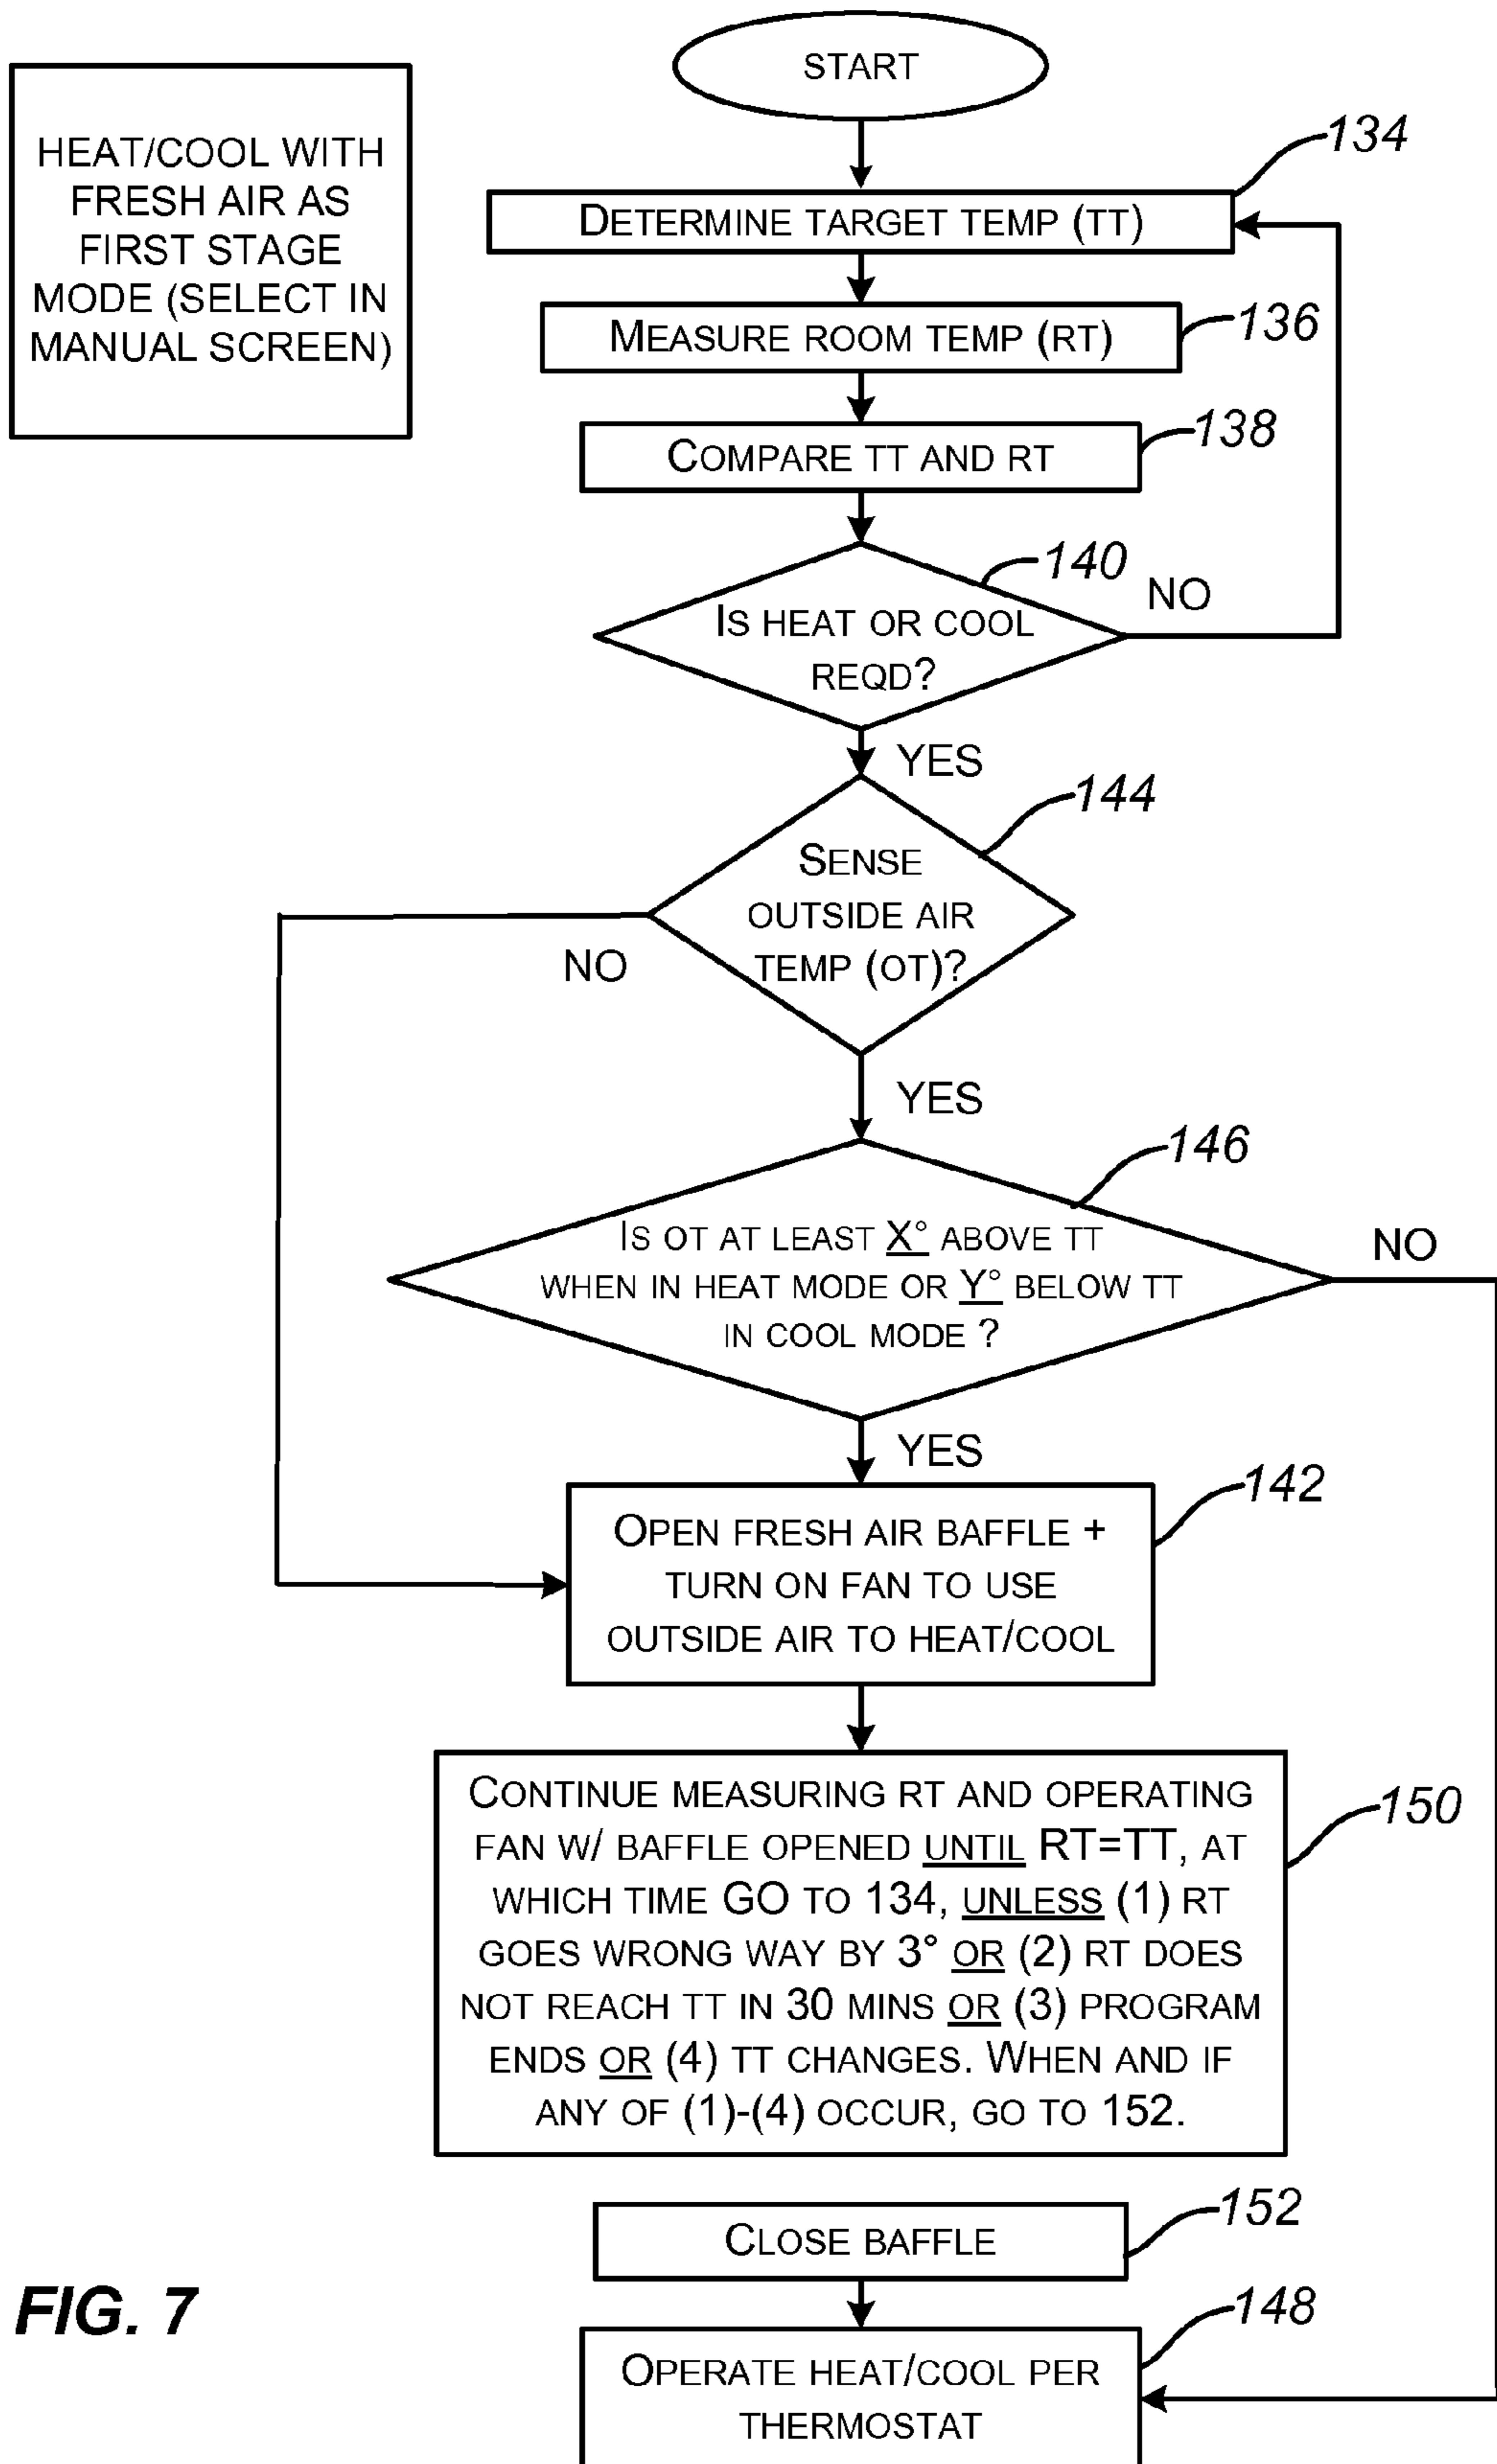 START
HEAT/COOL WITH
FRESH AIR AS
FIRST STAGE
MODE (SELECT IN
MANUAL SCREEN)
134
DETERMINE TARGET TEMP (TT)
136
MEASURE ROOM TEMP (RT)
138
COMPARE TT AND RT
140
NO
IS HEAT OR COOL
REQD?
YES
144
SENSE
OUTSIDE AIR
TEMP (OT)?
NO
YES
146
IS OT AT LEAST X° ABOVE TT
WHEN IN HEAT MODE OR Y° BELOW TT
IN COOL MODE ?
NO
YES
142
OPEN FRESH AIR BAFFLE +
TURN ON FAN TO USE
OUTSIDE AIR TO HEAT/COOL
150
CONTINUE MEASURING RT AND OPERATING
FAN W/ BAFFLE OPENED UNTIL RT=TT, AT
WHICH TIME GO TO 134, UNLESS (1) RT
GOES WRONG WAY BY 3° OR (2) RT DOES
NOT REACH TT IN 30 MINS OR (3) PROGRAM
ENDS OR (4) TT CHANGES. WHEN AND IF
ANY OF (1)-(4) OCCUR, GO TO 152.
152
CLOSE BAFFLE
148
OPERATE HEAT/COOL PER
THERMOSTAT
FIG. 7